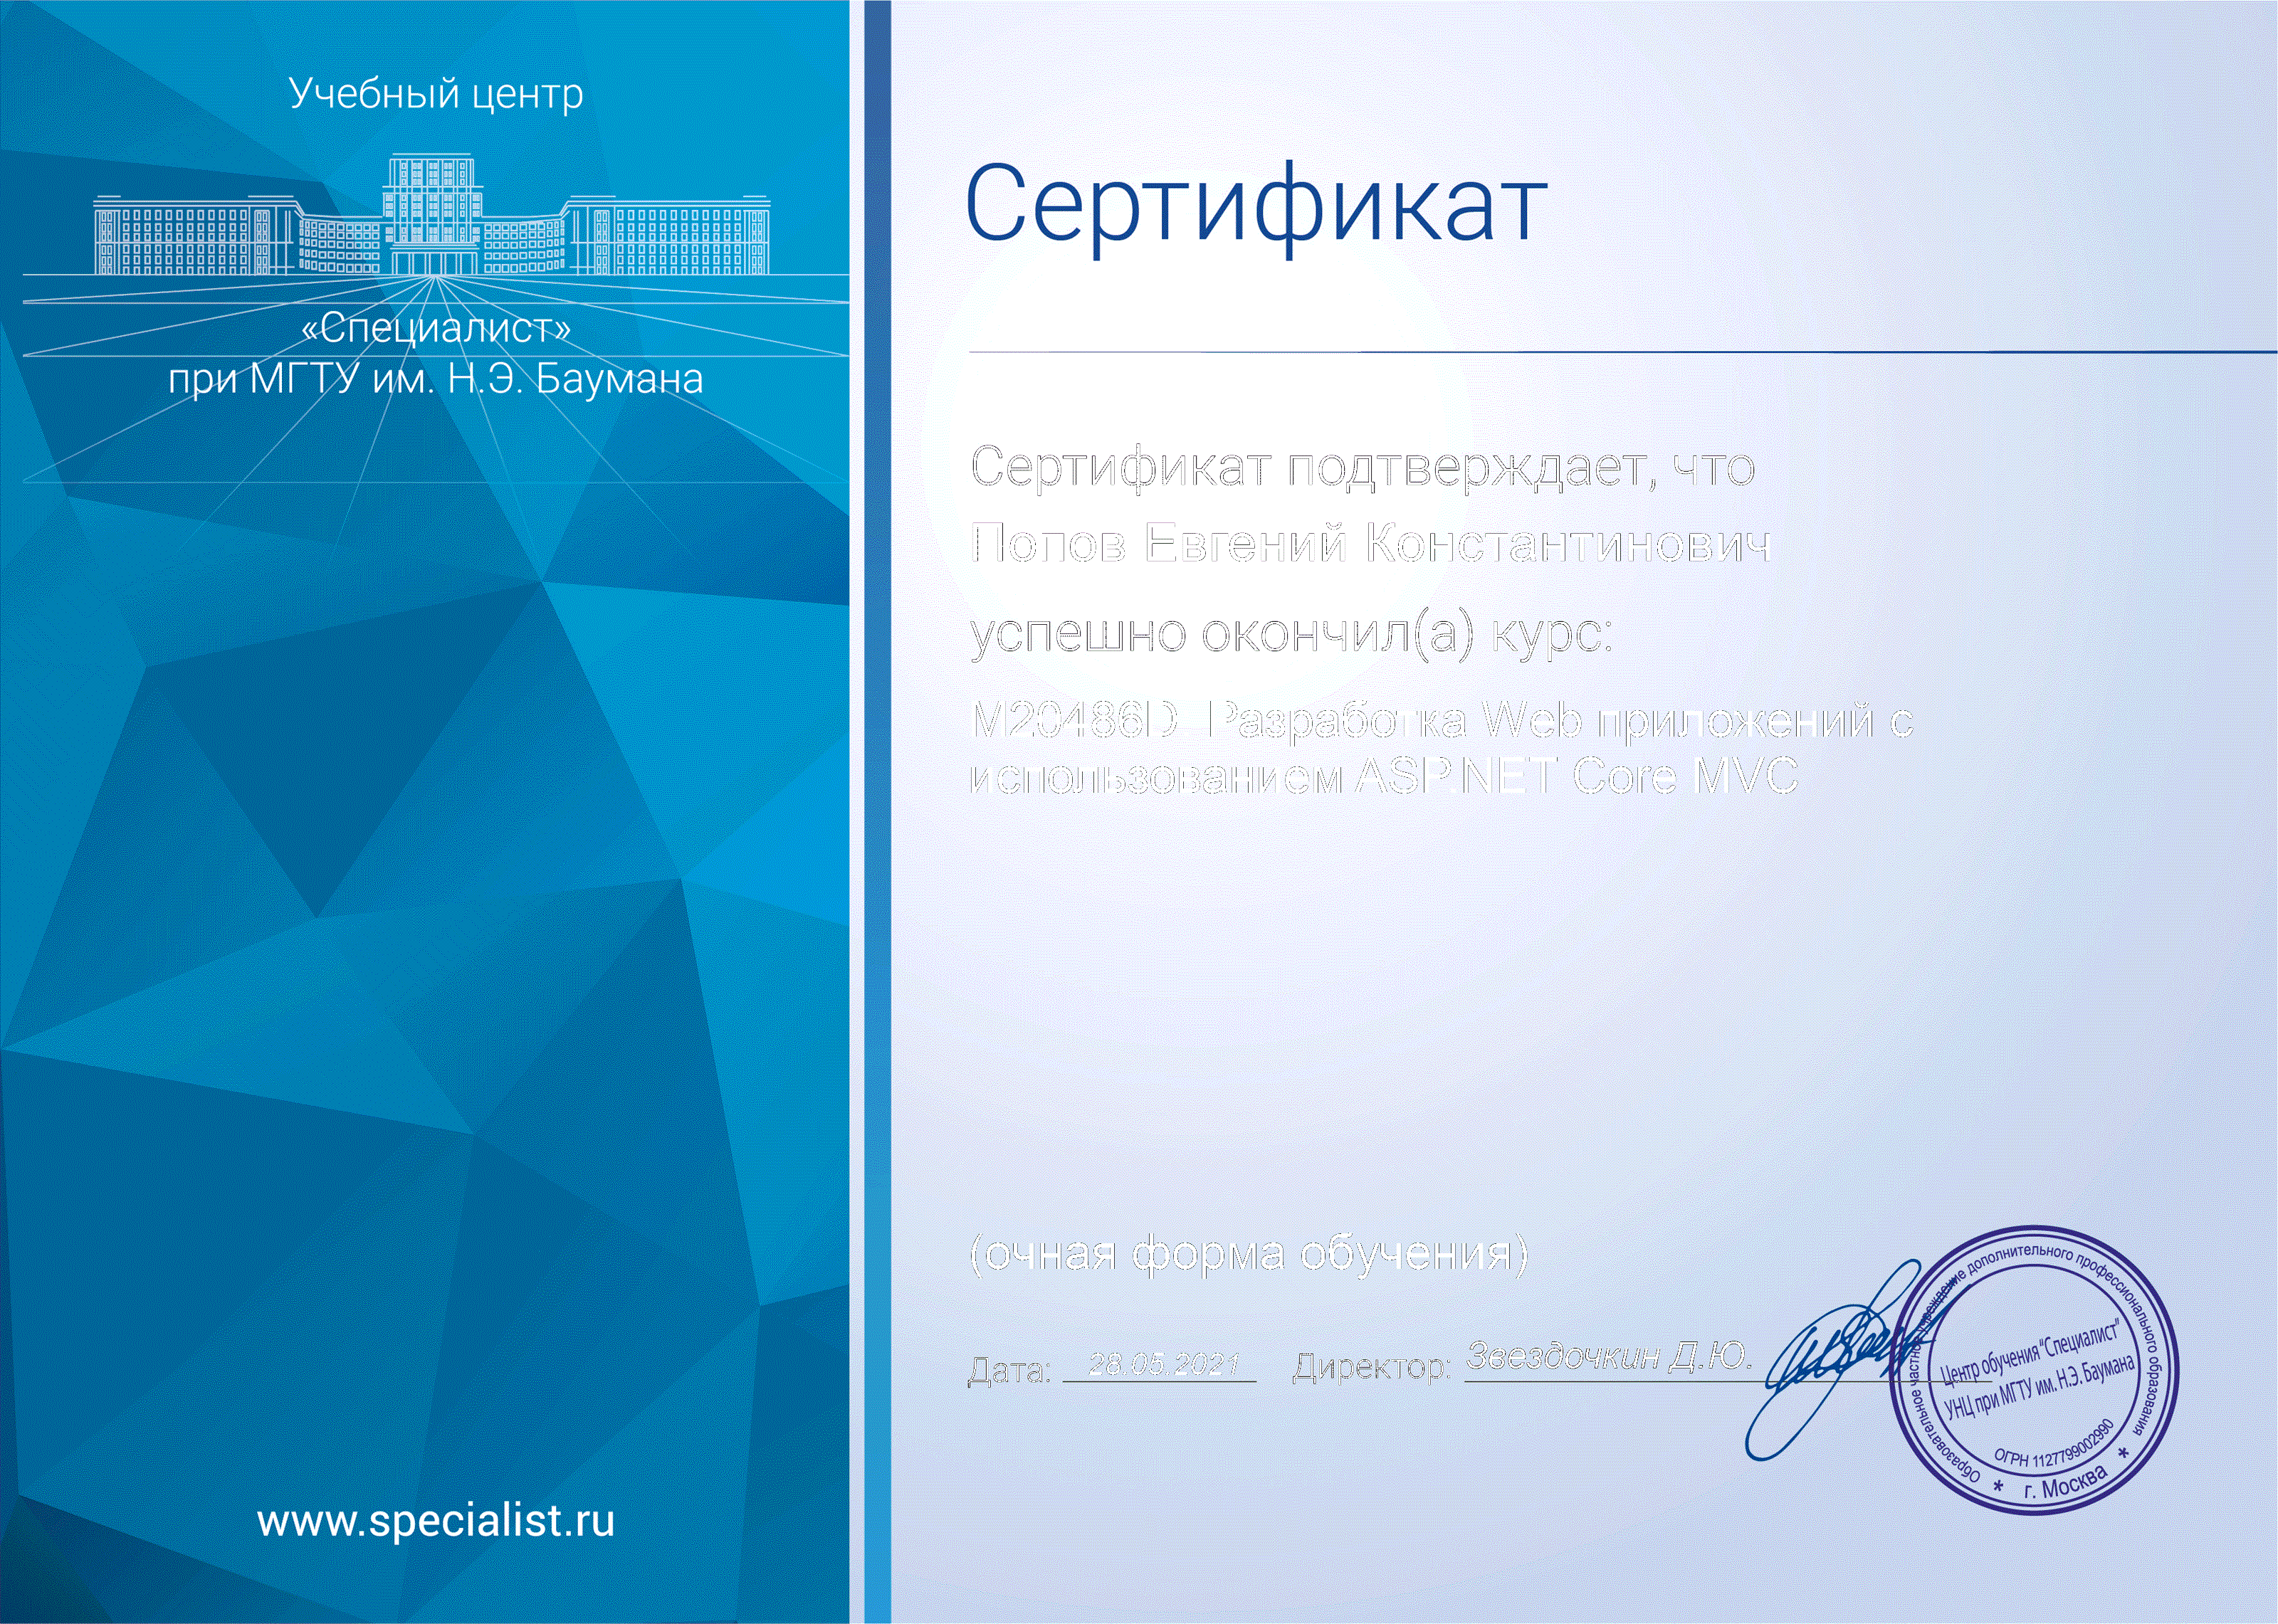 Учебный центр
«Специалист»
при МГТУ им. Н.Э. Баумана
www.specialist.ru
Сертификат
Сертификат подтверждает, что
Попов Евгений Константинович
успешно окончил(а) курс:
M20486D Разработка Web приложений с
использованием ASP.NET Core MVC
(очная форма обучения)
Дата: 28.05.2021 Директор: Звездочкин Д.Ю.
Образовательное частное учреждение дополнительного профессионального образования
Центр обучения "Специалист"
УНЦ при МГТУ им. Н.Э. Баумана
ОГРН 1127799002990
* г. Москва *